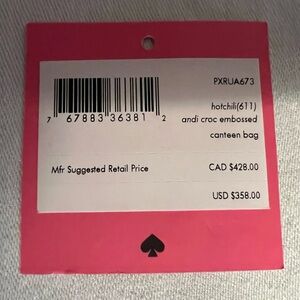 PXRUA673
7 67883 36381 2
hotchili(611)
andi croc embossed
canteen bag
Mfr Suggested Retail Price CAD $428.00
USD $358.00